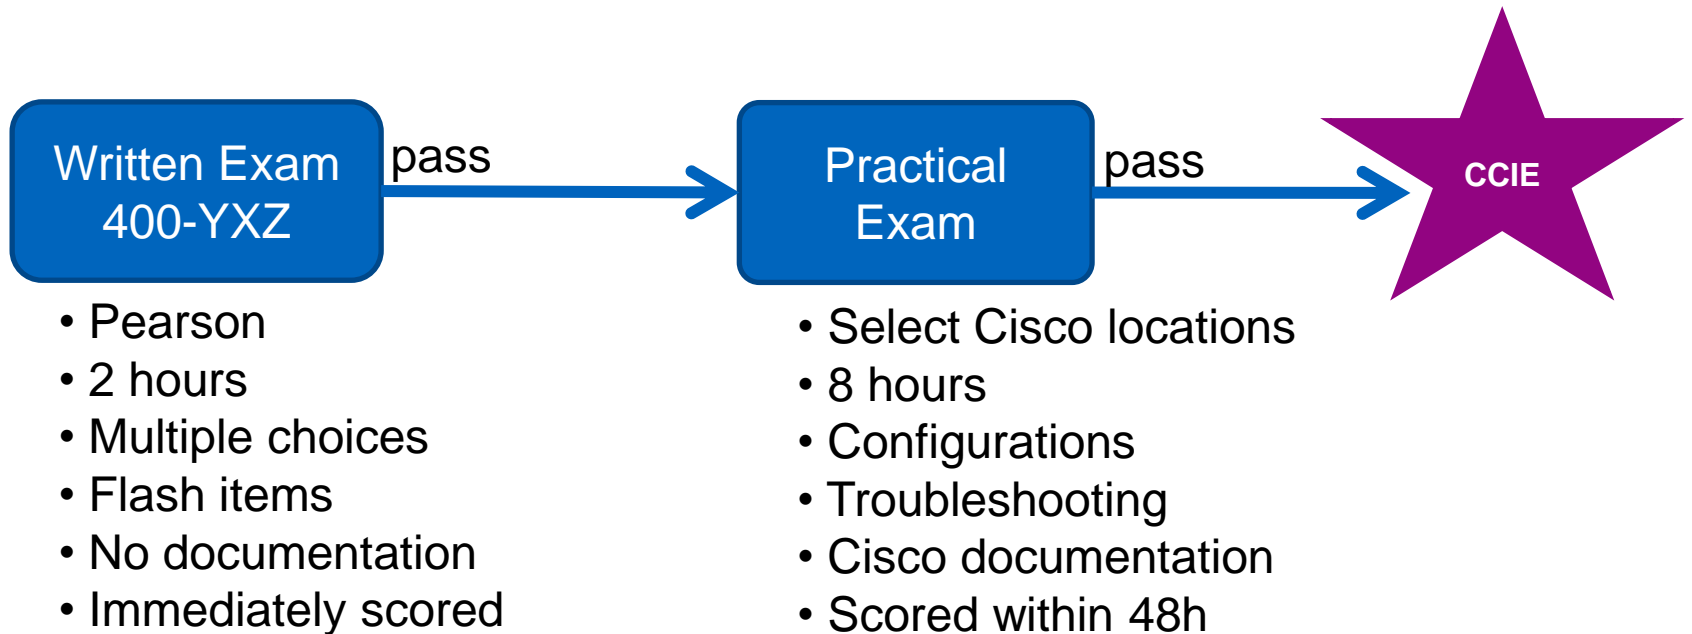 Written Exam
400-YXZ
pass
Practical
Exam
pass
CCIE
• Pearson
• 2 hours
• Multiple choices
• Flash items
• No documentation
• Immediately scored
• Select Cisco locations
• 8 hours
• Configurations
• Troubleshooting
• Cisco documentation
• Scored within 48h